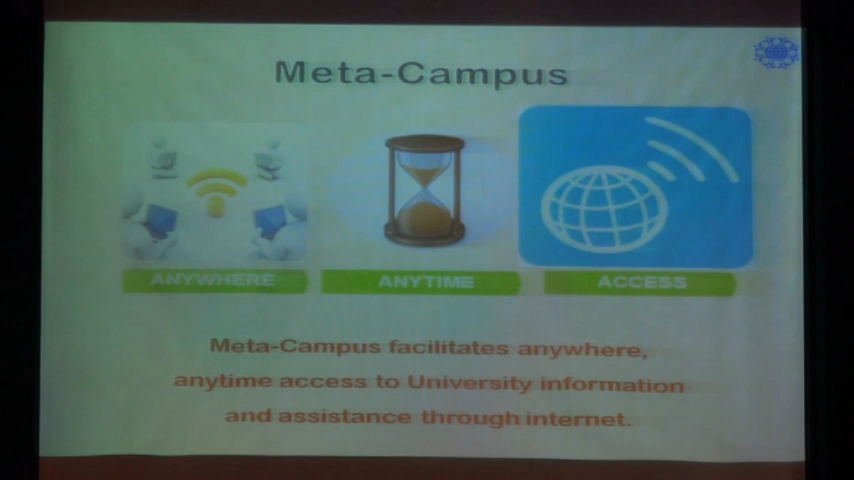 Meta-Campus
ANYWHERE
ANYTIME
ACCESS
Meta-Campus facilitates anywhere,
anytime access to University information
and assistance through internet.